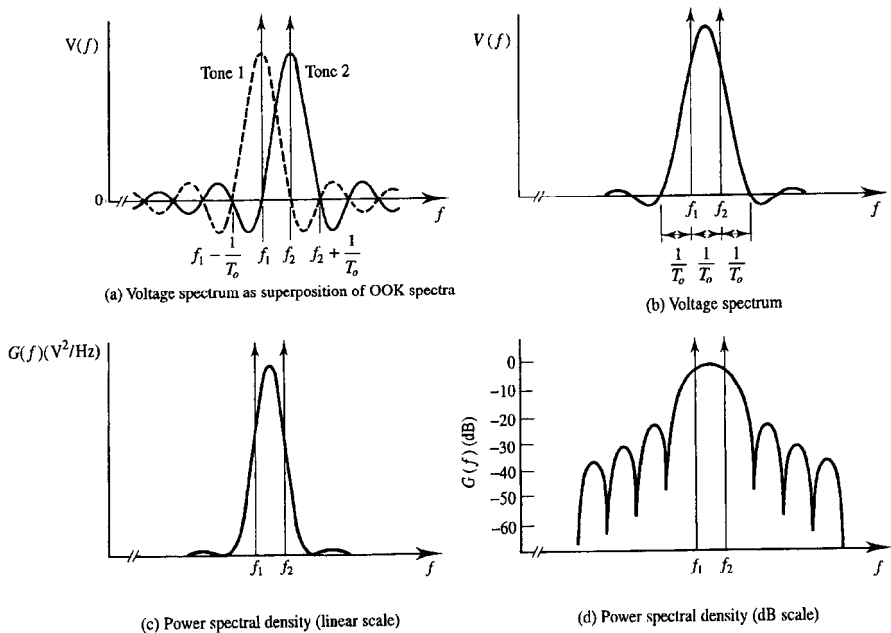 V(f)
Tone 1
Tonc 2
0
f
f₁ − 1/Tₒ
f₁
f₂
f₂ + 1/Tₒ
(a) Voltage spectrum as superposition of OOK spectra
V(f)
f₁
f₂
f
1/Tₒ
1/Tₒ
1/Tₒ
(b) Voltage spectrum
G(f)(V²/Hz)
f₁
f₂
f
(c) Power spectral density (linear scale)
G(f)(dB)
0
−10
−20
−30
−40
−50
−60
f₁
f₂
f
(d) Power spectral density (dB scale)